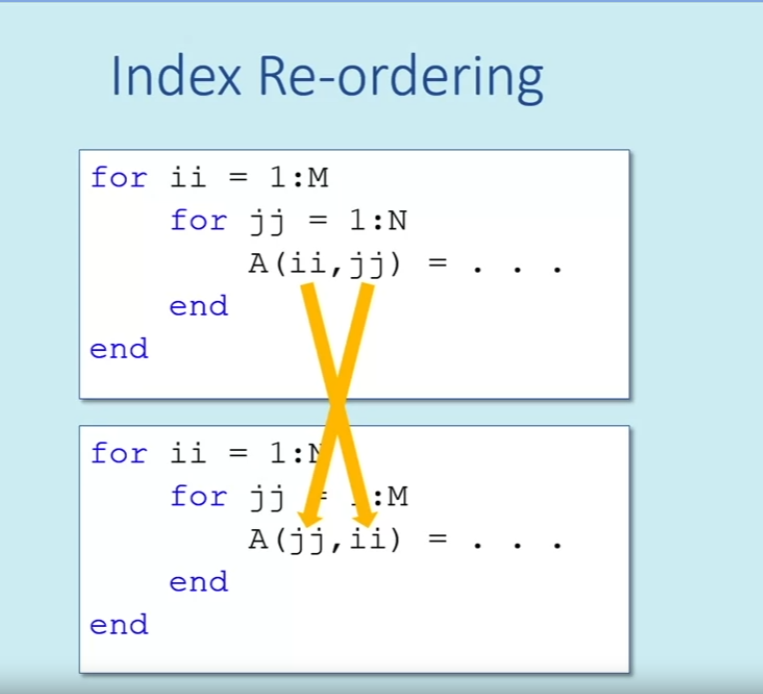 Index Re-ordering
for ii = 1:M
for jj = 1:N
A(ii,jj) = . . .
end
end
for ii = 1:N
for jj = :M
A(jj,ii) = . . .
end
end